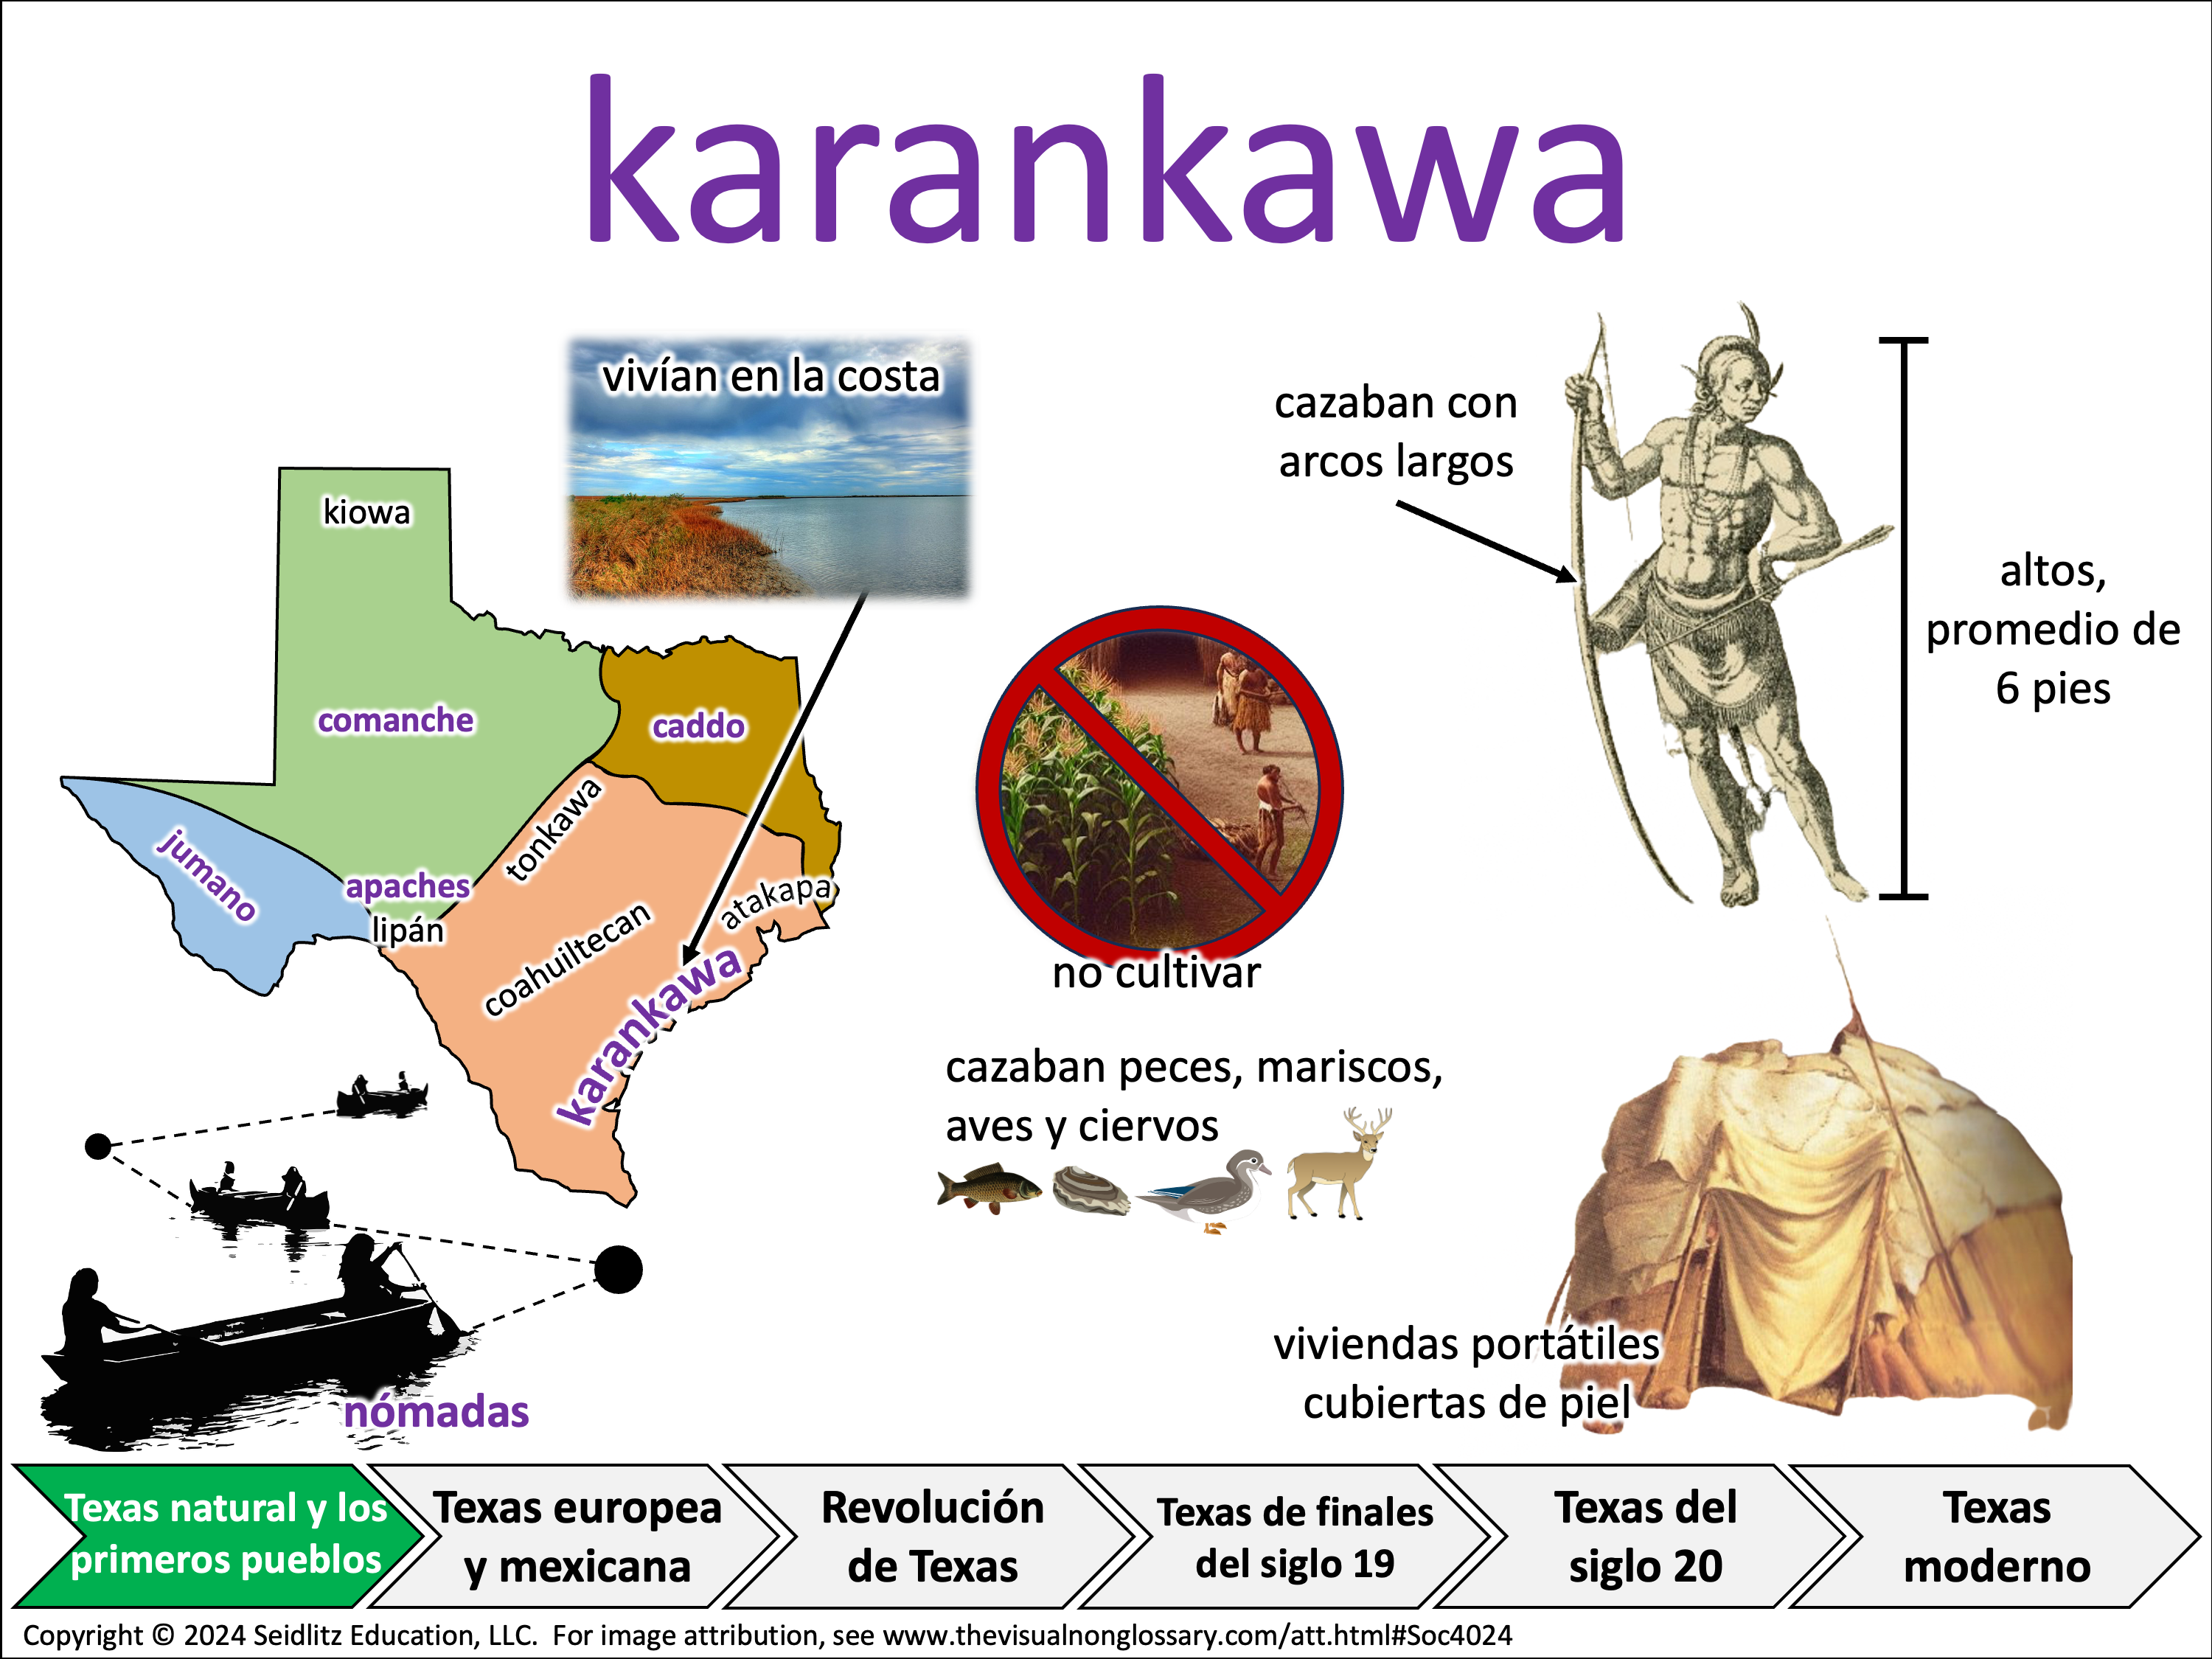 karankawa
vivían en la costa
cazaban con
arcos largos
altos,
promedio de
6 pies
kiowa
comanche
caddo
jumano
apaches
lipán
tonkawa
coahuiltecan
atakapa
karankawa
no cultivar
cazaban peces, mariscos,
aves y ciervos
viviendas portátiles
cubiertas de piel
nómadas
Texas natural y los
primeros pueblos
Texas europea
y mexicana
Revolución
de Texas
Texas de finales
del siglo 19
Texas del
siglo 20
Texas
moderno
Copyright © 2024 Seidlitz Education, LLC.  For image attribution, see www.thevisualnonglossary.com/att.html#Soc4024